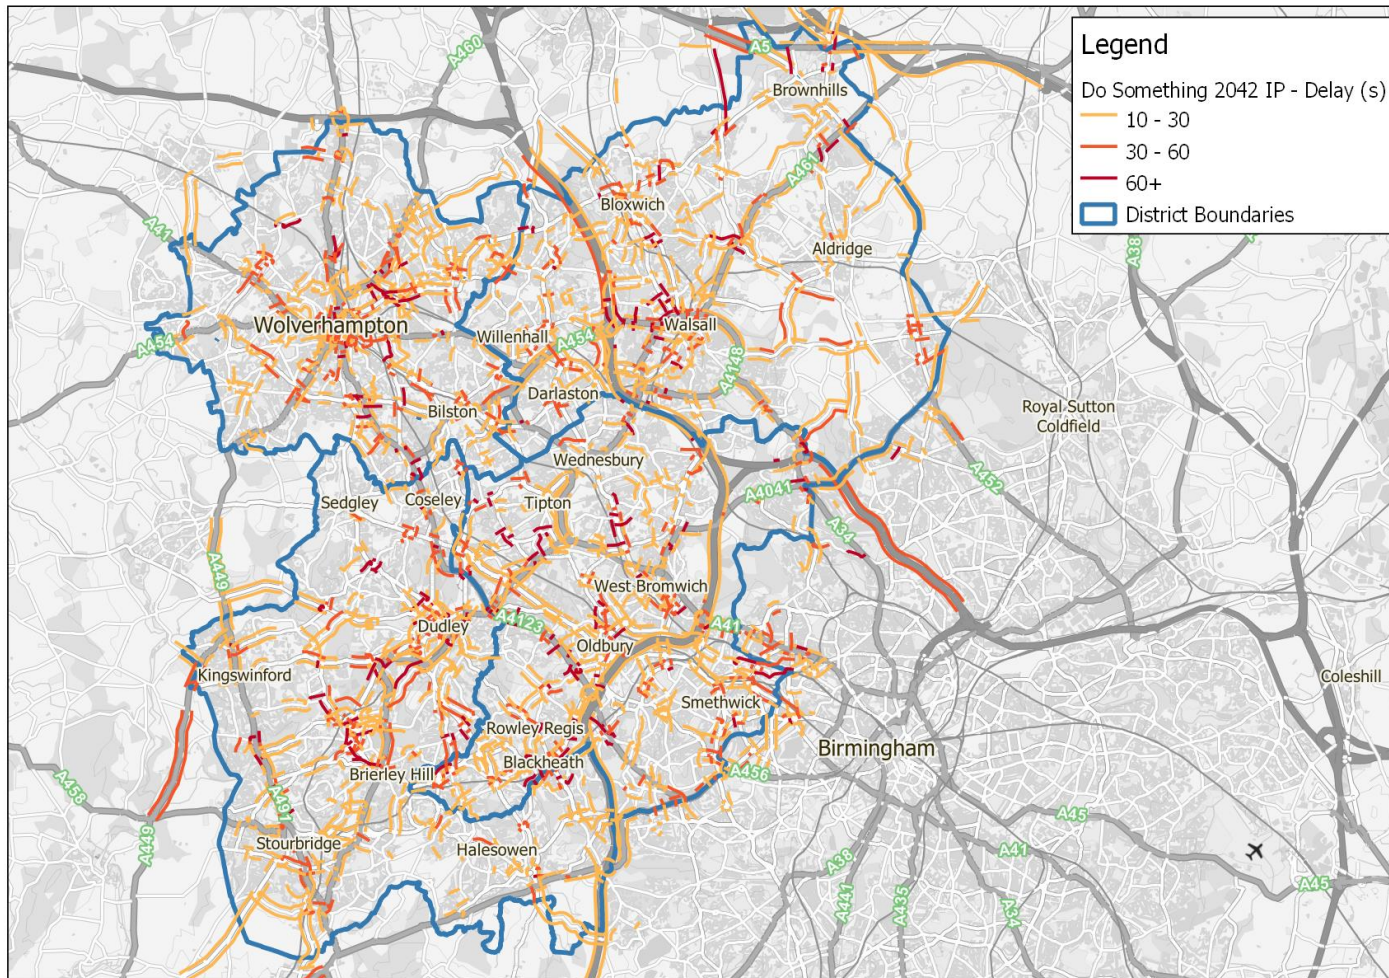 Legend
Do Something 2042 IP - Delay (s)
10 - 30
30 - 60
60+
District Boundaries
A460
A5
Brownhills
A461
A38
Bloxwich
A41
Aldridge
Wolverhampton
Willenhall
A454
Walsall
A454
A4148
Darlaston
Bilston
Royal Sutton
Coldfield
Wednesbury
A452
Sedgley
Coseley
Tipton
A4041
A34
A449
West Bromwich
Dudley
A4123
A41
Oldbury
Kingswinford
Coleshill
Smethwick
Rowley Regis
Birmingham
Blackheath
Brierley Hill
A456
A458
A491
A45
A449
Stourbridge
Halesowen
A38
A41
A45
A441
A435
A34